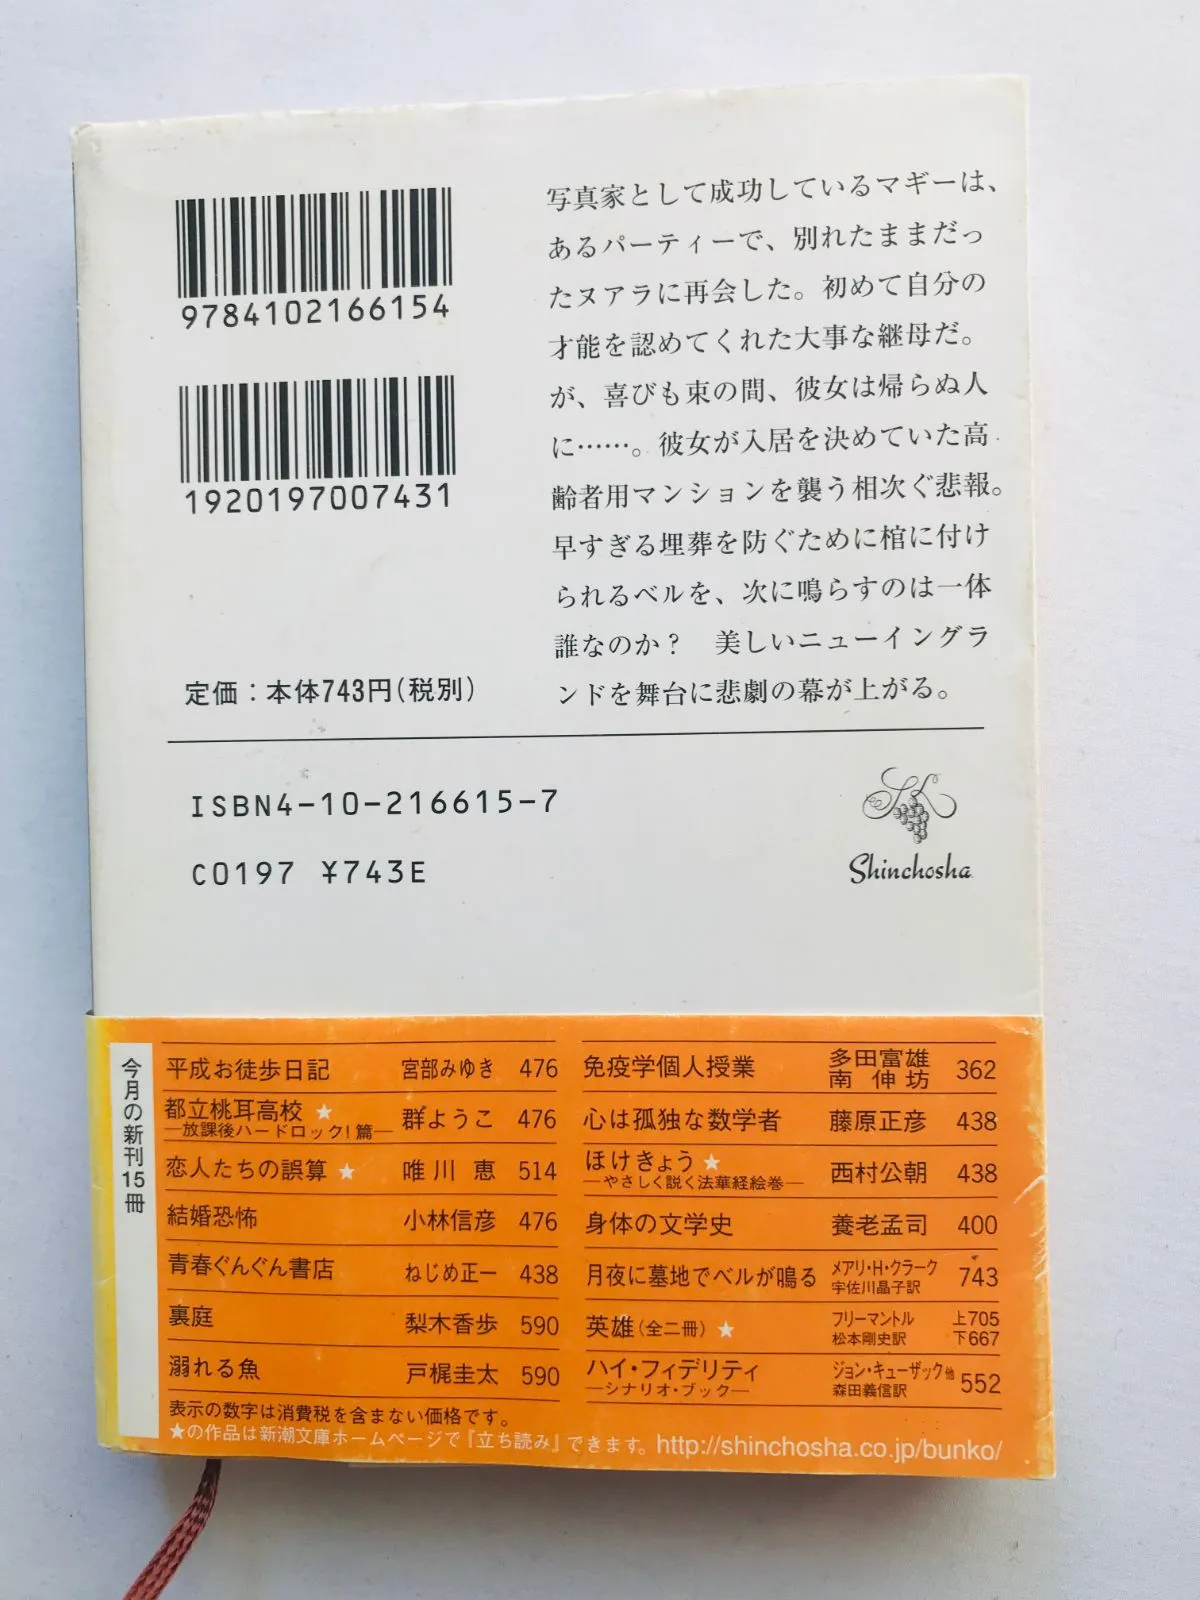 9784102166154
1920197007431
定価：本体743円（税別）
写真家として成功しているマギーは、
あるパーティーで、別れたままだっ
たヌアラに再会した。初めて自分の
才能を認めてくれた大事な継母だ。
が、喜びも束の間、彼女は帰らぬ人
に……。彼女が入居を決めていた高
齢者用マンションを襲う相次ぐ悲報。
早すぎる埋葬を防ぐために棺に付け
られるベルを、次に鳴らすのは一体
誰なのか？　美しいニューイングラ
ンドを舞台に悲劇の幕が上がる。
ISBN4-10-216615-7
C0197 ¥743E
Shinchosha
今月の新刊15冊
平成お徒歩日記 宮部みゆき 476
都立桃耳高校 ★ 群ようこ 476
―放課後ハードロック！篇―
恋人たちの誤算 ★ 唯川恵 514
結婚恐怖 小林信彦 476
青春ぐんぐん書店 ねじめ正一 438
裏庭 梨木香歩 590
溺れる魚 戸梶圭太 590
免疫学個人授業 多田富雄 南伸坊 362
心は孤独な数学者 藤原正彦 438
ほけきょう ★ 西村公朝 438
―やさしく説く法華経絵巻―
身体の文学史 養老孟司 400
月夜に墓地でベルが鳴る メアリ・H・クラーク 宇佐川晶子訳 743
英雄（全二冊）★ フリーマントル 松本剛史訳 上705 下667
ハイ・フィデリティ ジョン・キューザック他 森田義信訳 552
―シナリオ・ブック―
表示の数字は消費税を含まない価格です。
★の作品は新潮文庫ホームページで『立ち読み』できます。http://shinchosha.co.jp/bunko/